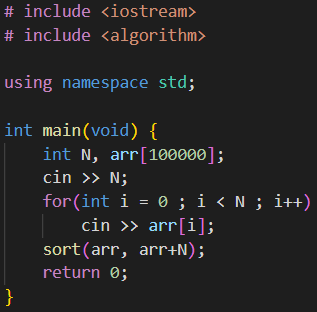 # include <iostream>
# include <algorithm>
using namespace std;
int main(void) {
    int N, arr[100000];
    cin >> N;
    for(int i = 0 ; i < N ; i++)
        cin >> arr[i];
    sort(arr, arr+N);
    return 0;
}